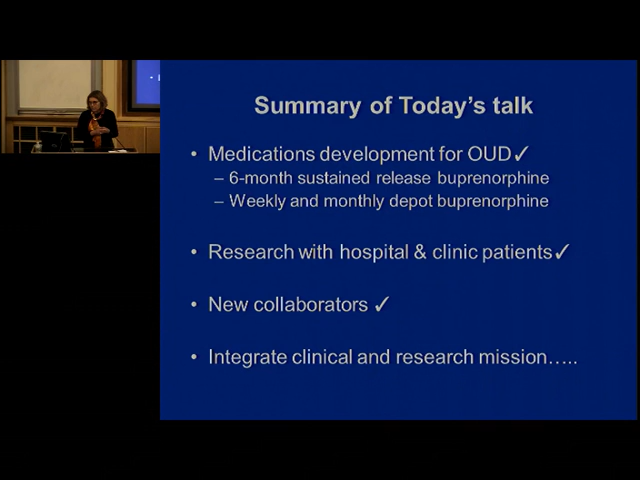 Summary of Today's talk
• Medications development for OUD✓
– 6-month sustained release buprenorphine
– Weekly and monthly depot buprenorphine
• Research with hospital & clinic patients✓
• New collaborators ✓
• Integrate clinical and research mission…..